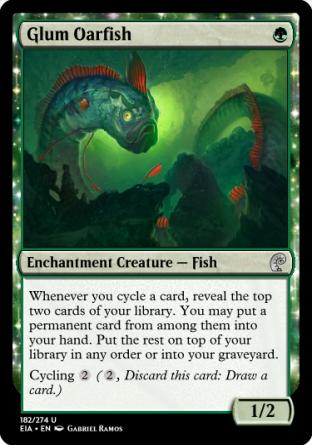 Glum Oarfish
Enchantment Creature — Fish
Whenever you cycle a card, reveal the top
two cards of your library. You may put a
permanent card from among them into
your hand. Put the rest on top of your
library in any order or into your graveyard.
Cycling 2 (2, Discard this card: Draw a
card.)
1/2
182/274 U
EIA • EN Gabriel Ramos